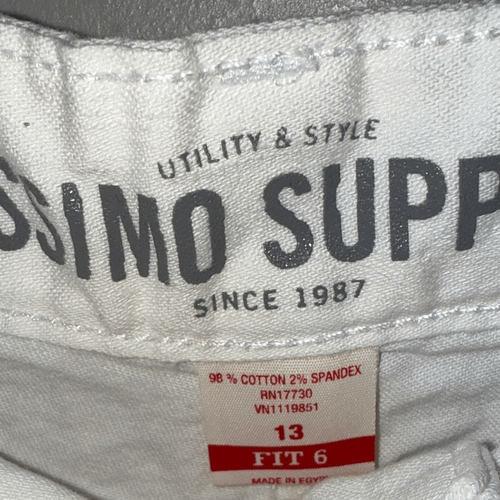 UTILITY & STYLE
SSIMO SUPP
SINCE 1987
98 % COTTON 2% SPANDEX
RN17730
VN1119851
13
FIT 6
MADE IN EGYPT